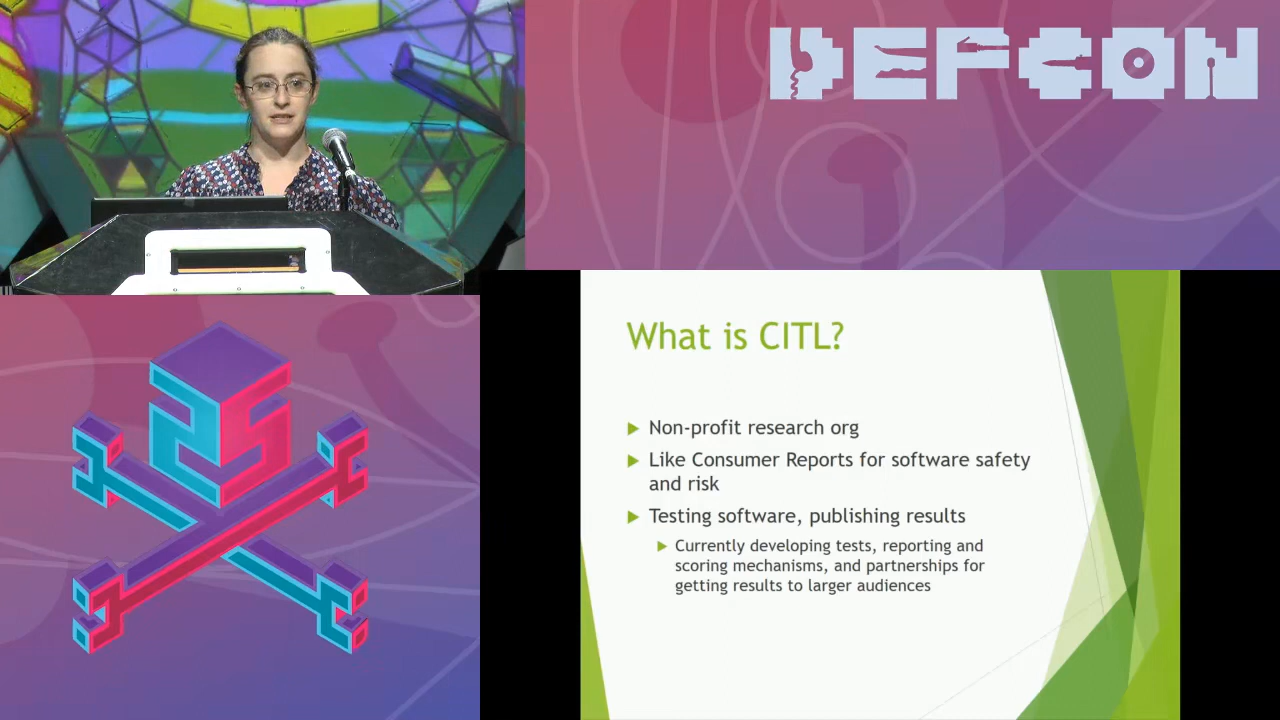 DEFCON
What is CITL?
Non-profit research org
Like Consumer Reports for software safety
and risk
Testing software, publishing results
Currently developing tests, reporting and
scoring mechanisms, and partnerships for
getting results to larger audiences
25